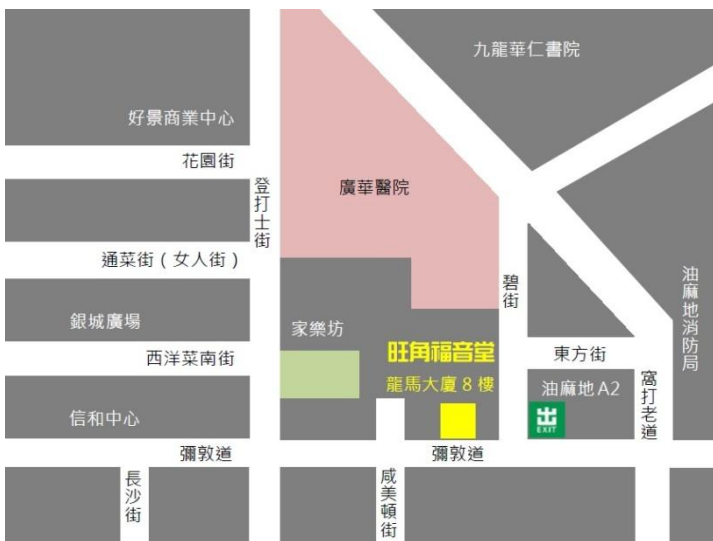 九龍華仁書院
好景商業中心
花園街
登打士街
廣華醫院
通菜街(女人街)
碧街
油麻地消防局
銀城廣場
家樂坊
旺角福音堂
西洋菜南街
東方街
龍馬大廈8樓
油麻地A2
窩打老道
信和中心
出
EXIT
彌敦道
彌敦道
長沙街
咸美頓街